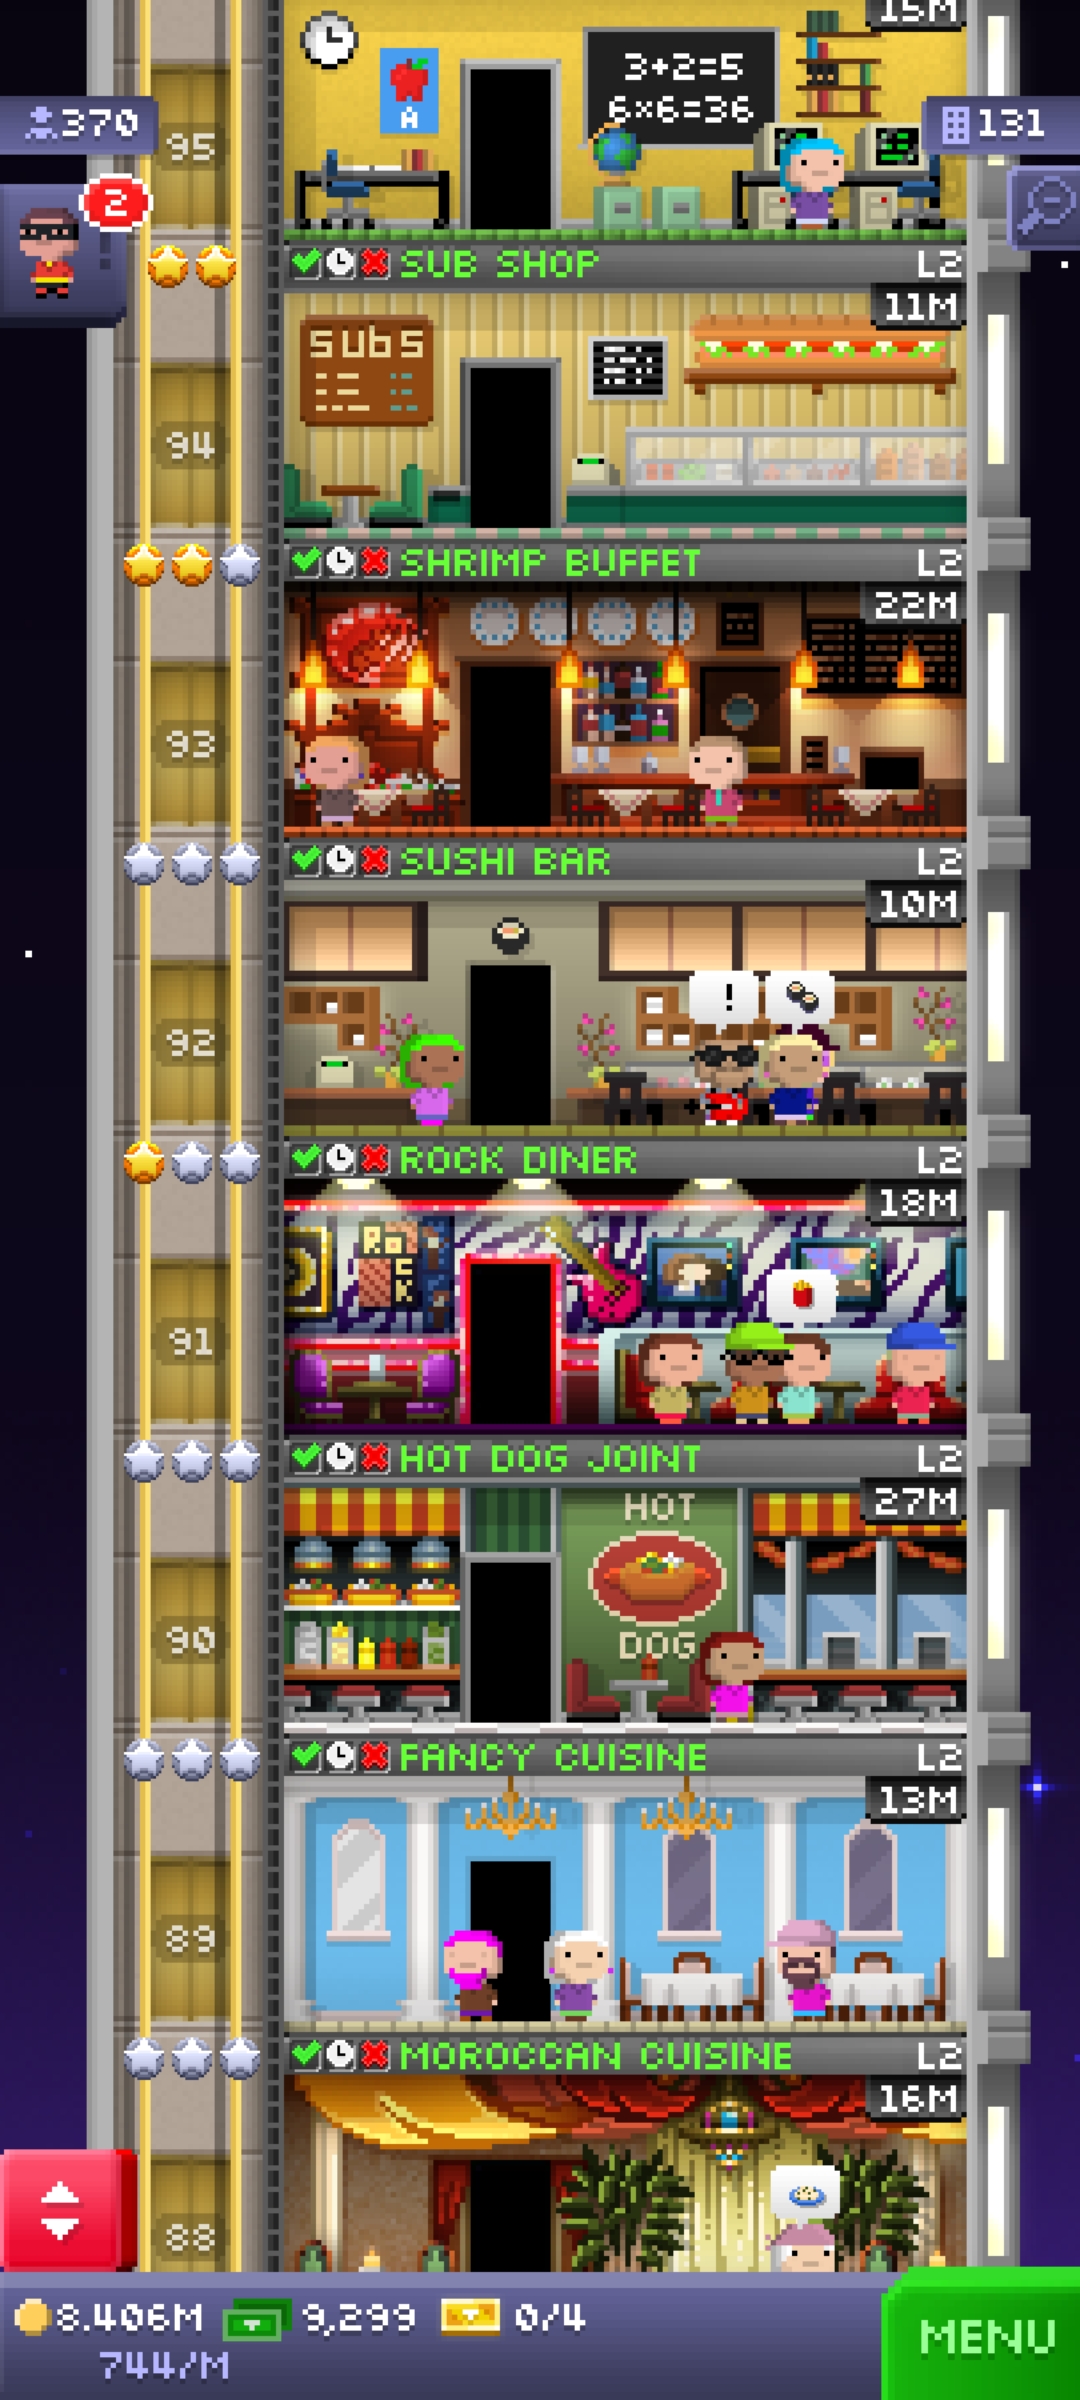 15M
3+2=5
6×6=36
A
370
131
95
2
SUB SHOP L2
11M
subs
94
SHRIMP BUFFET L2
22M
93
SUSHI BAR L2
10M
!
92
ROCK DINER L2
18M
ROCK
91
HOT DOG JOINT L2
27M
HOT
DOG
90
FANCY CUISINE L2
13M
89
MOROCCAN CUISINE L2
16M
88
8.406M 9,299 0/4
744/M
MENU